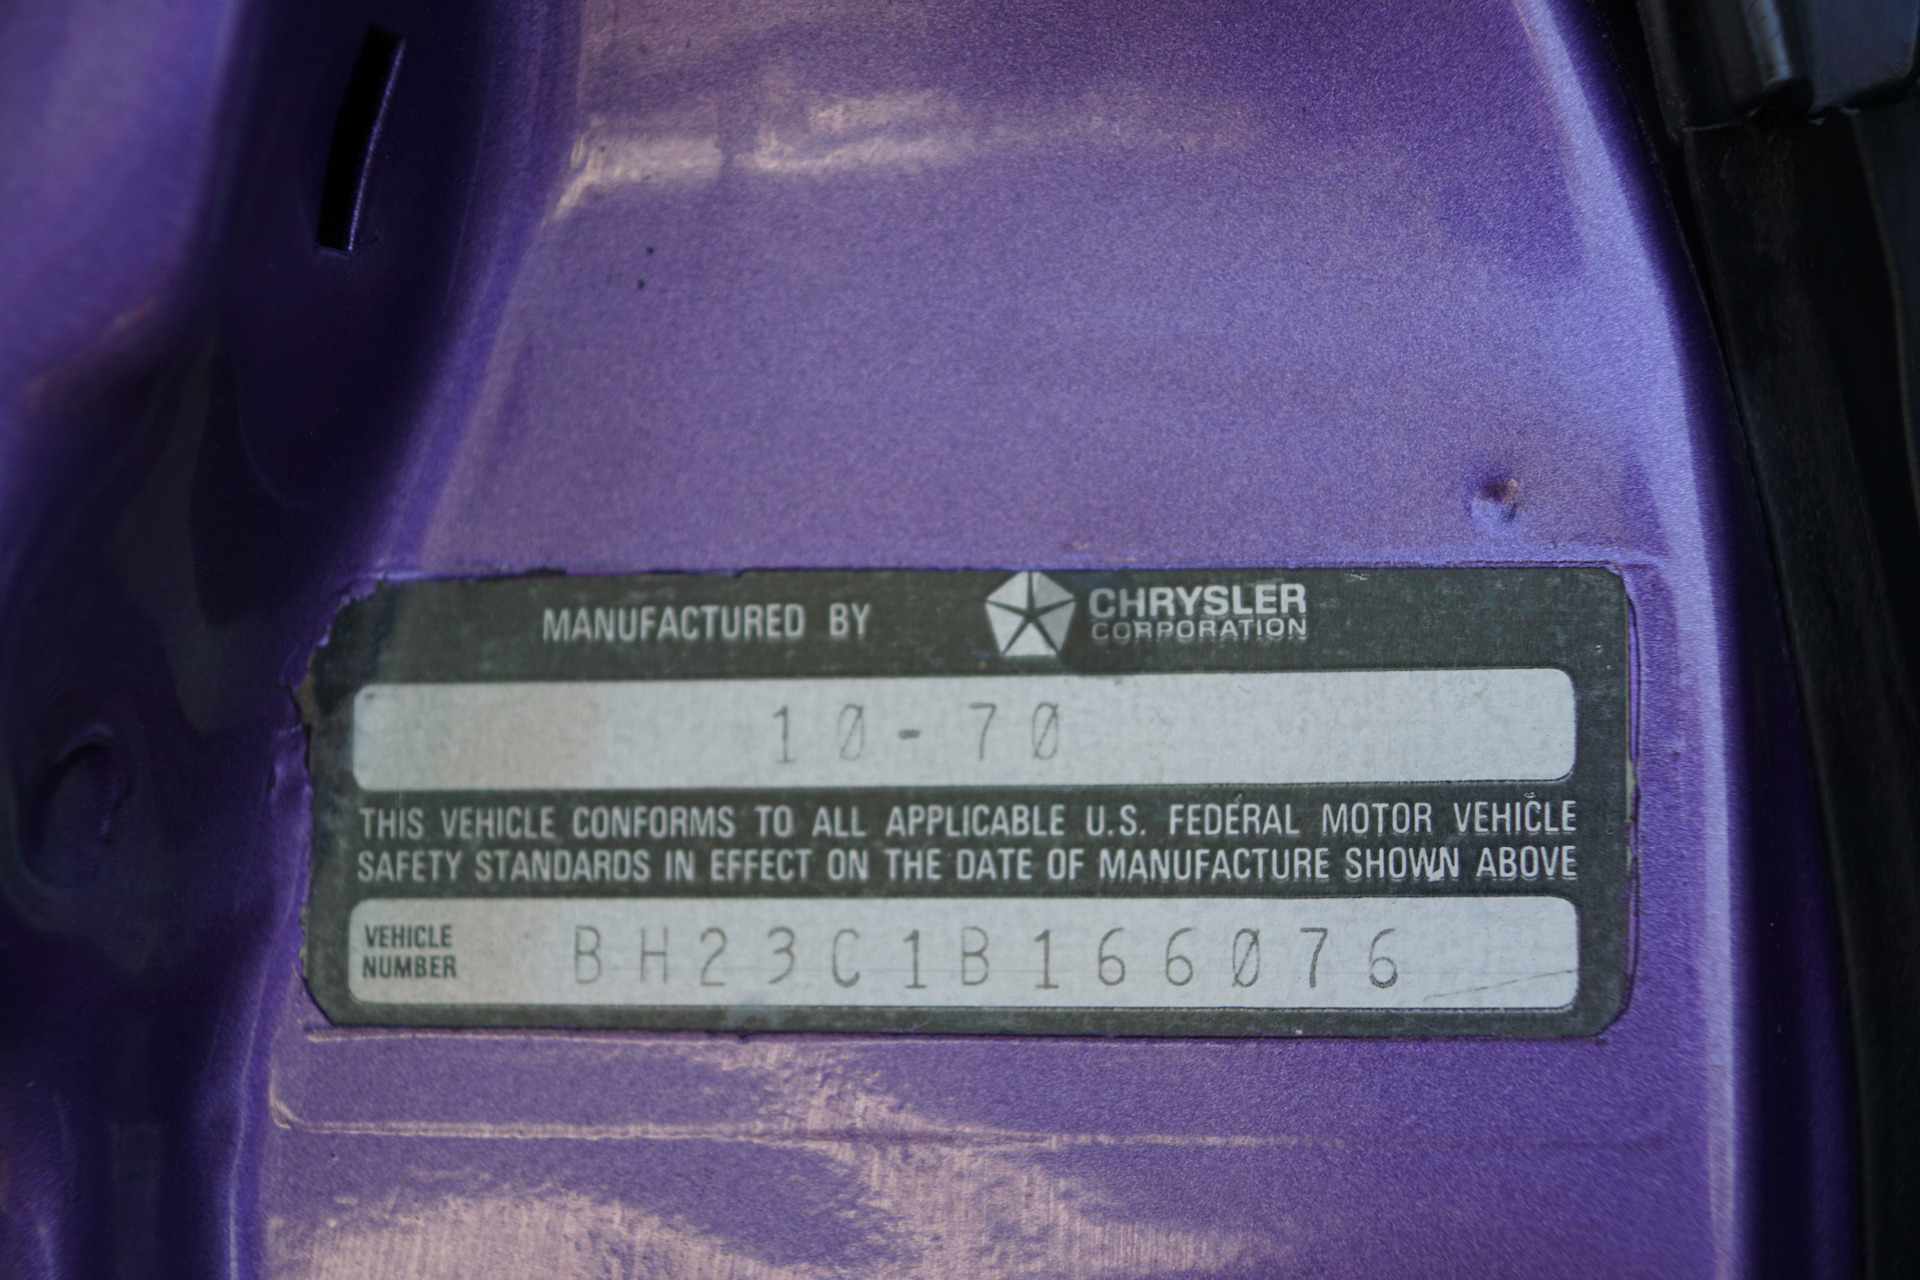 MANUFACTURED BY CHRYSLER CORPORATION
10-70
THIS VEHICLE CONFORMS TO ALL APPLICABLE U.S. FEDERAL MOTOR VEHICLE
SAFETY STANDARDS IN EFFECT ON THE DATE OF MANUFACTURE SHOWN ABOVE
VEHICLE NUMBER BH23C1B166076